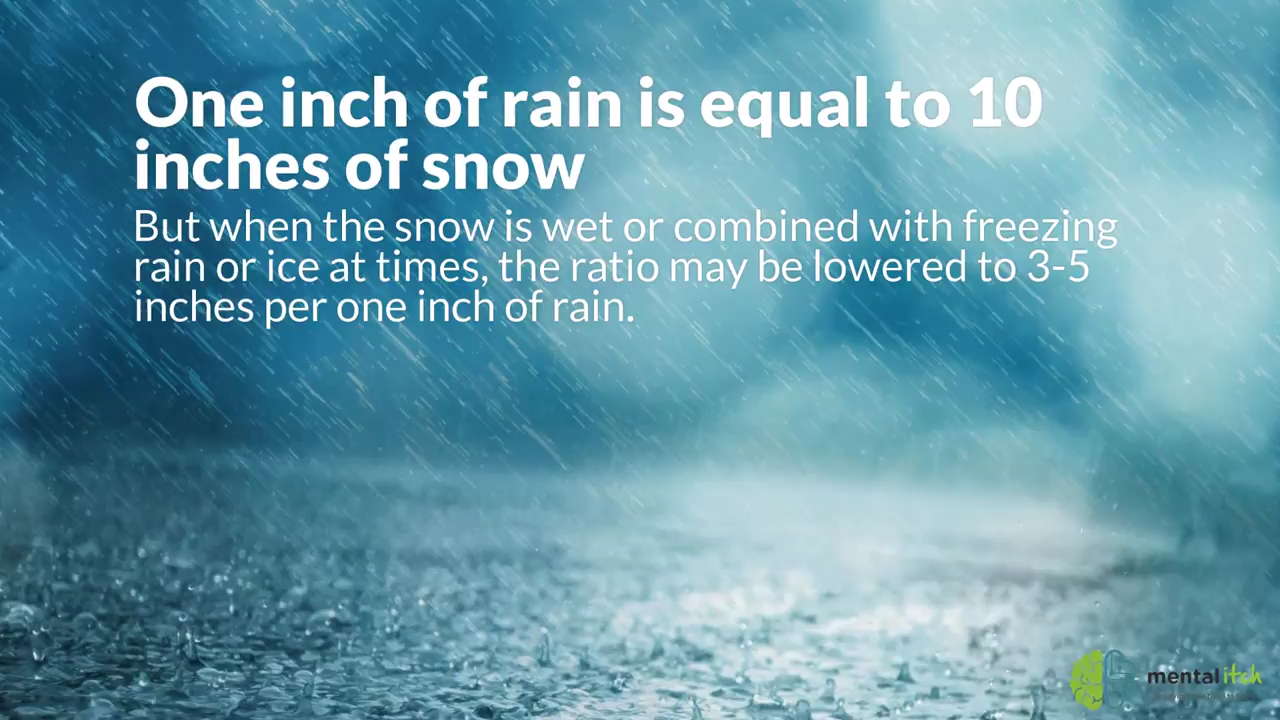 One inch of rain is equal to 10
inches of snow
But when the snow is wet or combined with freezing
rain or ice at times, the ratio may be lowered to 3-5
inches per one inch of rain.
mentalitch